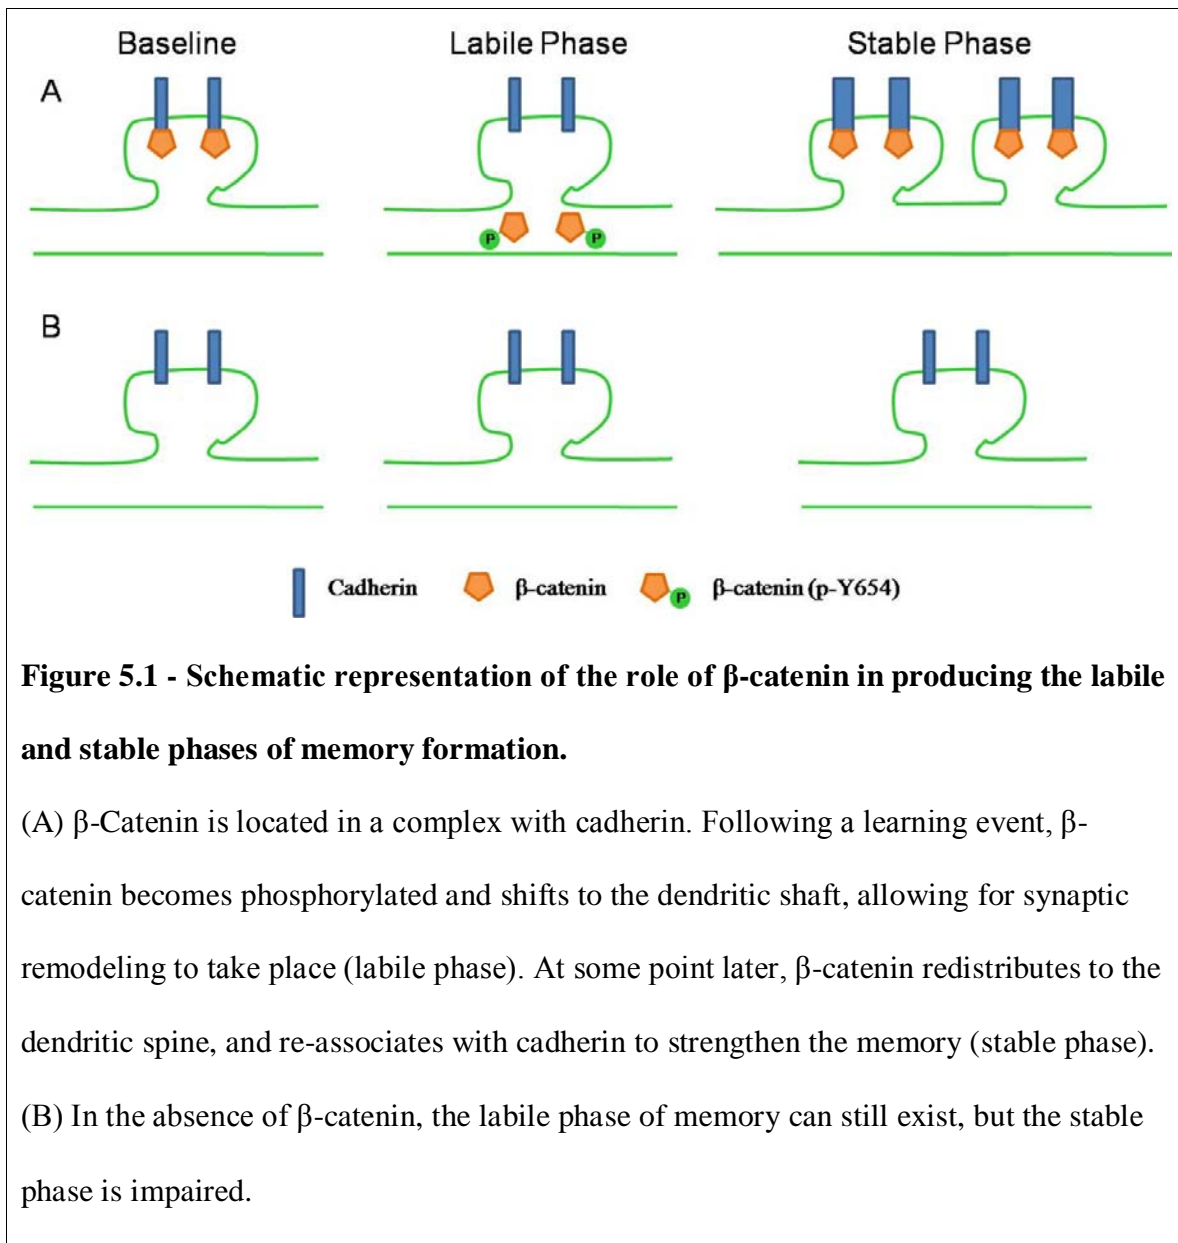 Baseline Labile Phase Stable Phase
A
P P
B
Cadherin β-catenin P β-catenin (p-Y654)
Figure 5.1 - Schematic representation of the role of β-catenin in producing the labile
and stable phases of memory formation.
(A) β-Catenin is located in a complex with cadherin. Following a learning event, β-
catenin becomes phosphorylated and shifts to the dendritic shaft, allowing for synaptic
remodeling to take place (labile phase). At some point later, β-catenin redistributes to the
dendritic spine, and re-associates with cadherin to strengthen the memory (stable phase).
(B) In the absence of β-catenin, the labile phase of memory can still exist, but the stable
phase is impaired.